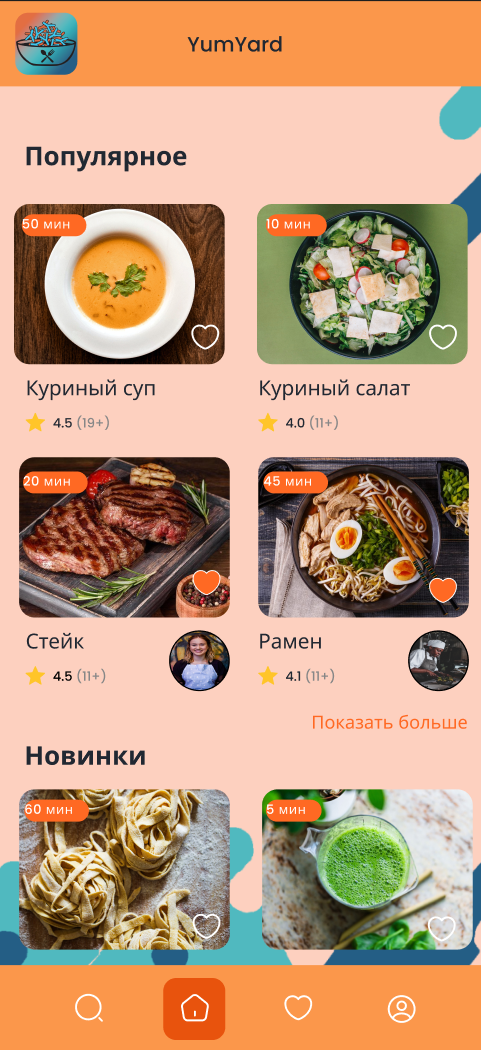 YumYard
Популярное
50 мин
10 мин
Куриный суп
Куриный салат
4.5 (19+)
4.0 (11+)
20 мин
45 мин
Стейк
Рамен
4.5 (11+)
4.1 (11+)
Показать больше
Новинки
60 мин
5 мин